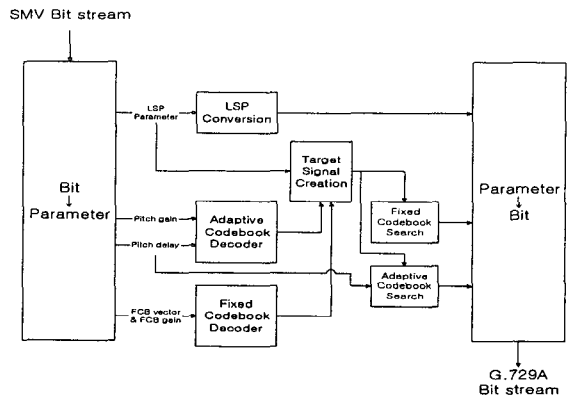 SMV Bit stream
Bit
↓
Parameter
LSP
Parameter
LSP
Conversion
Target
Signal
Creation
Pitch gain
Pitch delay
Adaptive
Codebook
Decoder
Fixed
Codebook
Search
Adaptive
Codebook
Search
FCB vector
& FCB gain
Fixed
Codebook
Decoder
Parameter
↓
Bit
G.729A
Bit stream